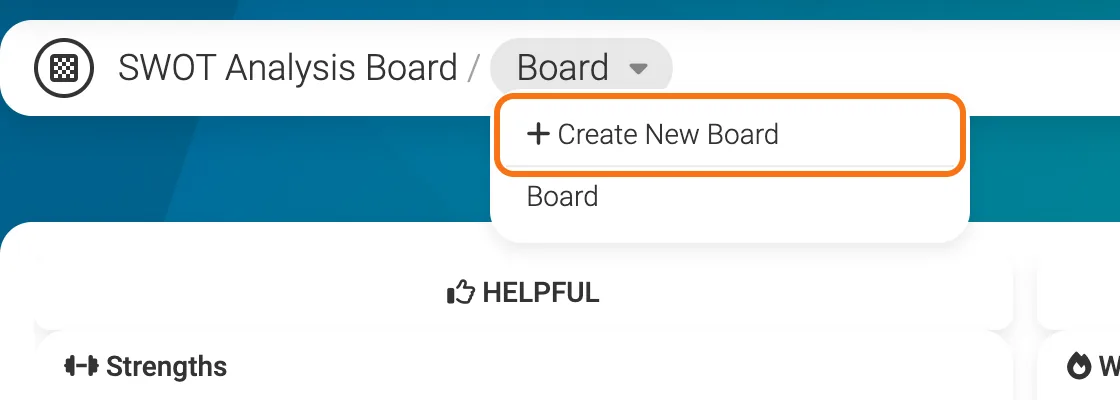 SWOT Analysis Board / Board
+ Create New Board
Board
HELPFUL
Strengths